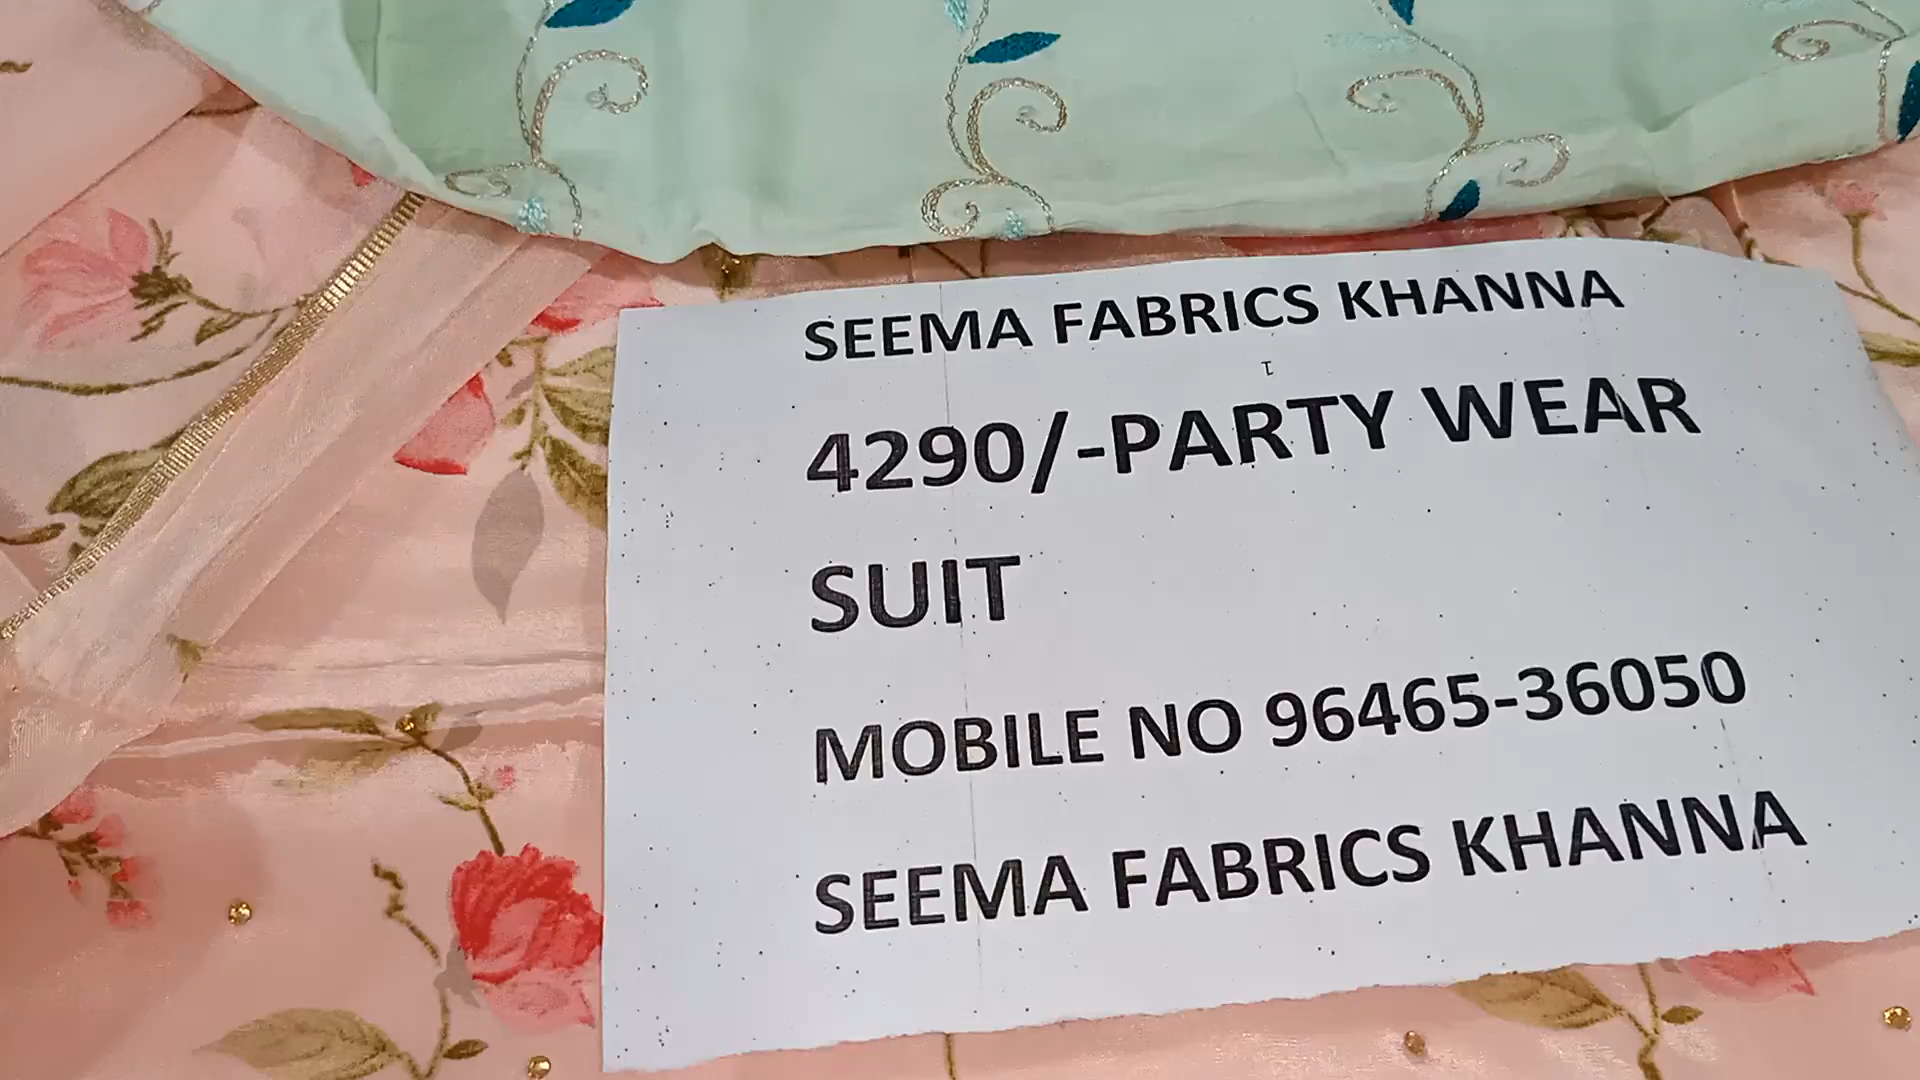 SEEMA FABRICS KHANNA
4290/-PARTY WEAR
SUIT
MOBILE NO 96465-36050
SEEMA FABRICS KHANNA